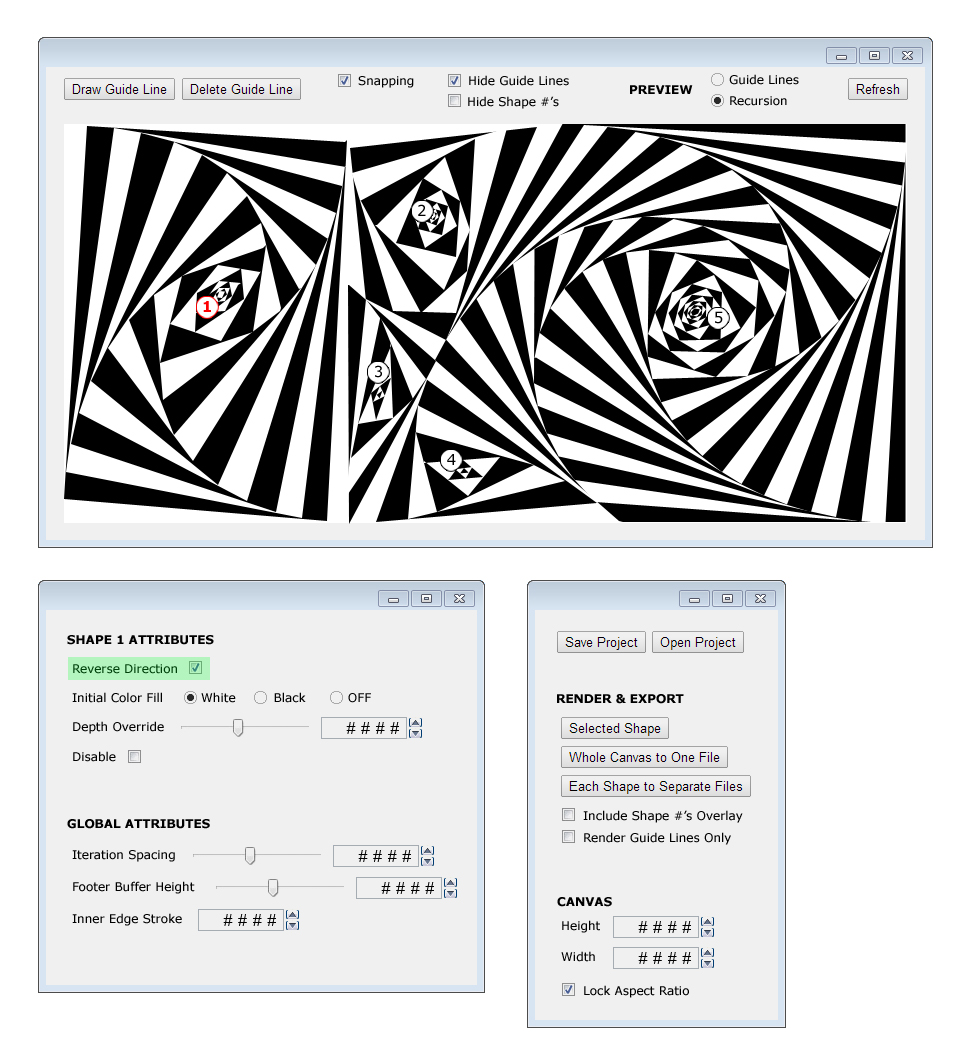 Draw Guide Line Delete Guide Line Snapping Hide Guide Lines PREVIEW Guide Lines Refresh
Hide Shape #'s Recursion
1
2
3
4
5
SHAPE 1 ATTRIBUTES
Reverse Direction
Initial Color Fill White Black OFF
Depth Override # # # #
Disable
GLOBAL ATTRIBUTES
Iteration Spacing # # # #
Footer Buffer Height # # # #
Inner Edge Stroke # # # #
Save Project Open Project
RENDER & EXPORT
Selected Shape
Whole Canvas to One File
Each Shape to Separate Files
Include Shape #'s Overlay
Render Guide Lines Only
CANVAS
Height # # # #
Width # # # #
Lock Aspect Ratio